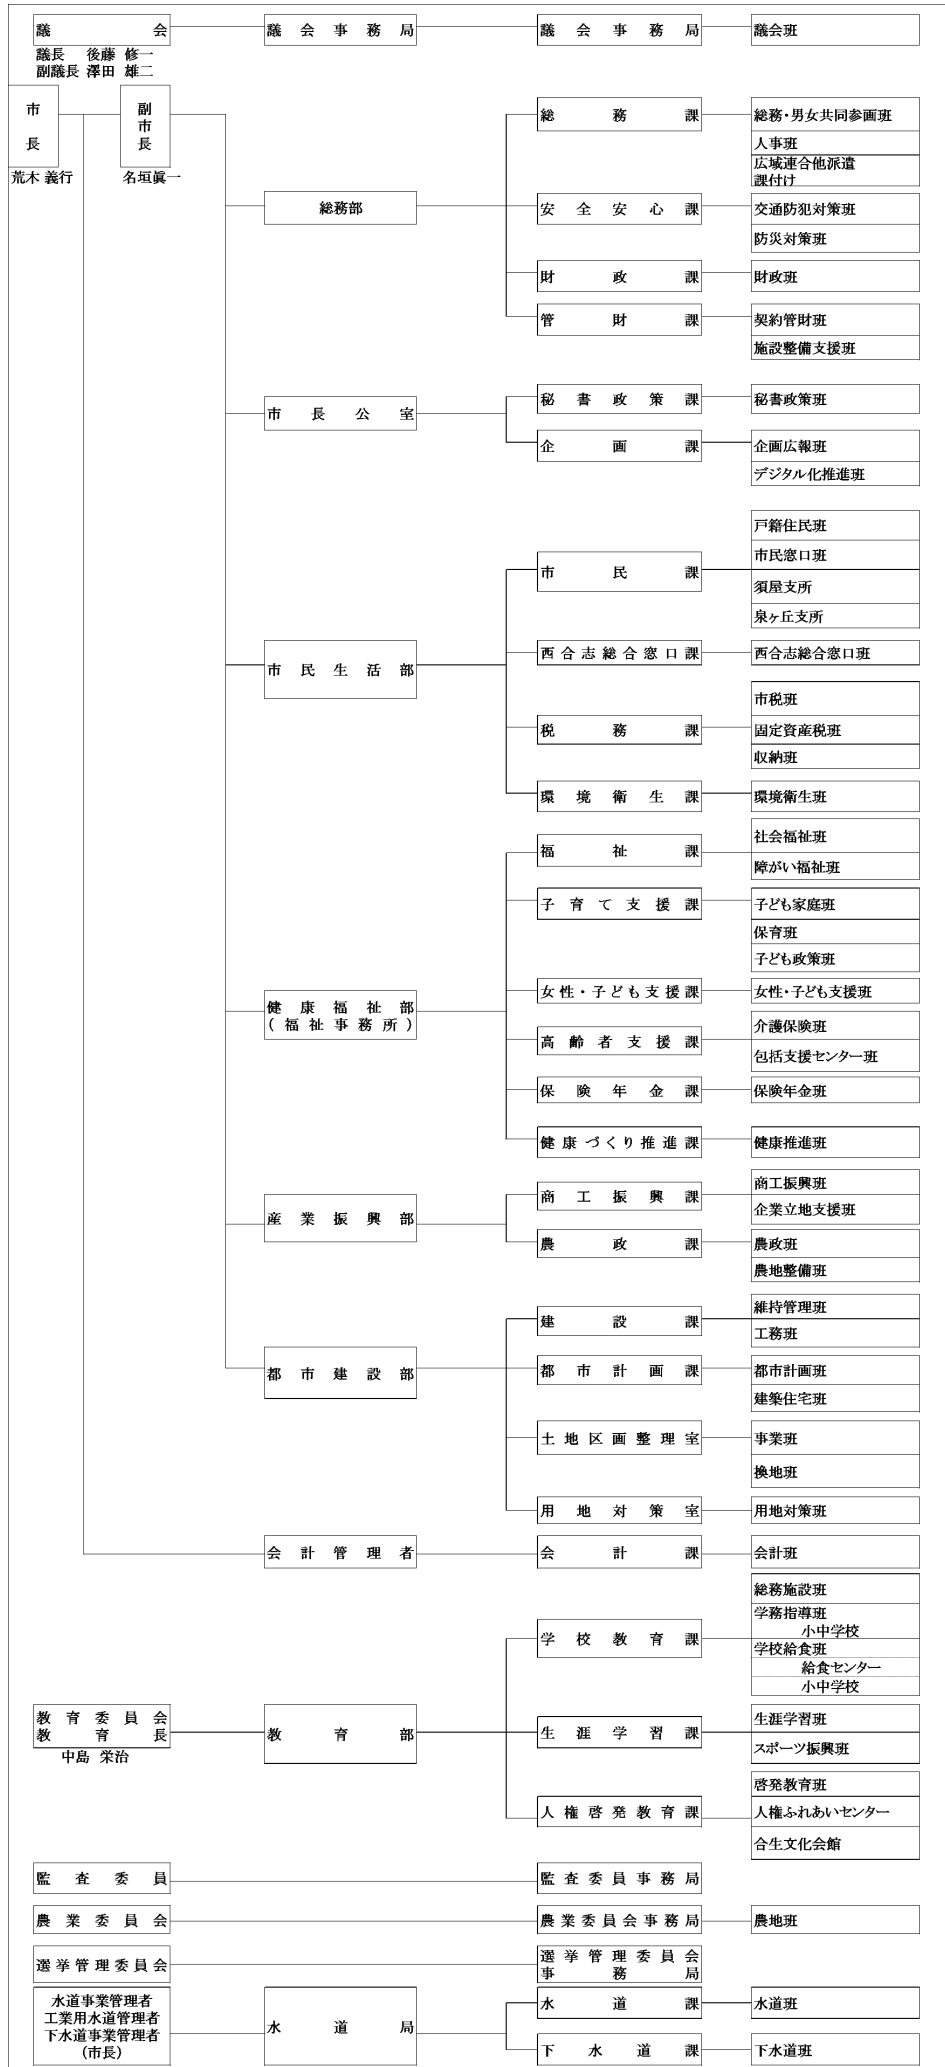 議会 議会事務局 議会事務局 議会班
議長 後藤 修一
副議長 澤田 雄二
市長
荒木 義行
副市長
名垣眞一
総務部
総務課
総務・男女共同参画班
人事班
広域連合他派遣
課付け
安全安心課
交通防犯対策班
防災対策班
財政課
財政班
管財課
契約管財班
施設整備支援班
市長公室
秘書政策課
秘書政策班
企画課
企画広報班
デジタル化推進班
市民生活部
市民課
戸籍住民班
市民窓口班
須屋支所
泉ヶ丘支所
西合志総合窓口課
西合志総合窓口班
税務課
市税班
固定資産税班
収納班
環境衛生課
環境衛生班
健康福祉部
(福祉事務所)
福祉課
社会福祉班
障がい福祉班
子育て支援課
子ども家庭班
保育班
子ども政策班
女性・子ども支援課
女性・子ども支援班
高齢者支援課
介護保険班
包括支援センター班
保険年金課
保険年金班
健康づくり推進課
健康推進班
産業振興部
商工振興課
商工振興班
企業立地支援班
農政課
農政班
農地整備班
都市建設部
建設課
維持管理班
工務班
都市計画課
都市計画班
建築住宅班
土地区画整理室
事業班
換地班
用地対策室
用地対策班
会計管理者
会計課
会計班
教育委員会
教育長
中島 栄治
教育部
学校教育課
総務施設班
学務指導班
小中学校
学校給食班
給食センター
小中学校
生涯学習課
生涯学習班
スポーツ振興班
人権啓発教育課
啓発教育班
人権ふれあいセンター
合生文化会館
監査委員
監査委員事務局
農業委員会
農業委員会事務局
農地班
選挙管理委員会
選挙管理委員会
事務局
水道事業管理者
工業用水道管理者
下水道事業管理者
(市長)
水道局
水道課
水道班
下水道課
下水道班